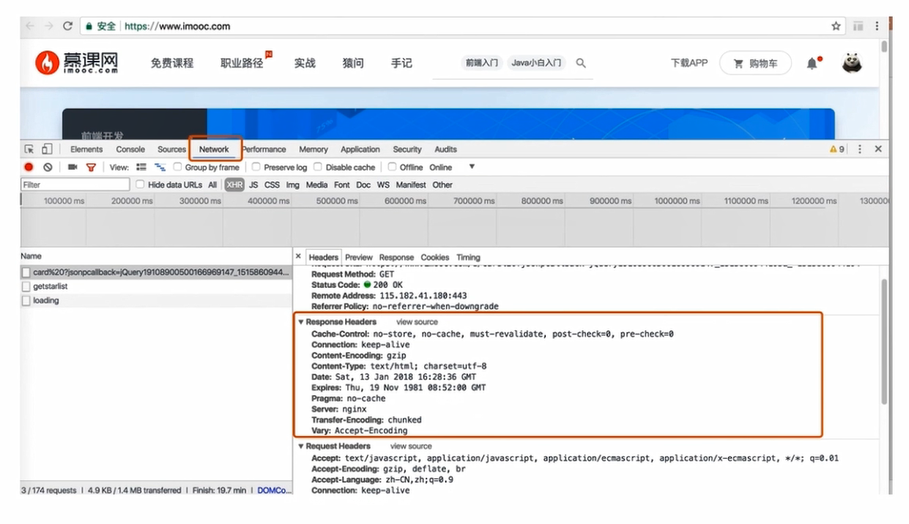 安全 https://www.imooc.com
慕课网 免费课程 职业路径 实战 猿问 手记 前端入门 Java小白入门 下载APP 购物车
imooc.com
前端开发
Elements Console Sources Network Performance Memory Application Security Audits 9
View: Group by frame Preserve log Disable cache Offline Online
Filter Hide data URLs All XHR JS CSS Img Media Font Doc WS Manifest Other
100000 ms 200000 ms 300000 ms 400000 ms 500000 ms 600000 ms 700000 ms 800000 ms 900000 ms 1000000 ms 1100000 ms 1200000 ms 1300000
Name
card%20?jsonpcallback=jQuery19108900500166969147_1515860944...
getstarlist
loading
3 / 174 requests | 4.9 KB / 1.4 MB transferred | Finish: 19.7 min | DOMCo...
Headers Preview Response Cookies Timing
Request Method: GET
Status Code: 200 OK
Remote Address: 115.182.41.180:443
Referrer Policy: no-referrer-when-downgrade
Response Headers view source
Cache-Control: no-store, no-cache, must-revalidate, post-check=0, pre-check=0
Connection: keep-alive
Content-Encoding: gzip
Content-Type: text/html; charset=utf-8
Date: Sat, 13 Jan 2018 16:28:36 GMT
Expires: Thu, 19 Nov 1981 08:52:00 GMT
Pragma: no-cache
Server: nginx
Transfer-Encoding: chunked
Vary: Accept-Encoding
Request Headers view source
Accept: text/javascript, application/javascript, application/ecmascript, application/x-ecmascript, */*; q=0.01
Accept-Encoding: gzip, deflate, br
Accept-Language: zh-CN,zh;q=0.9
Connection: keep-alive